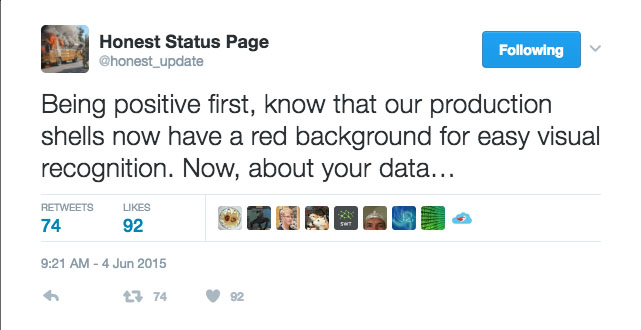 Honest Status Page
@honest_update
Following
Being positive first, know that our production
shells now have a red background for easy visual
recognition. Now, about your data…
RETWEETS LIKES
74 92
SWT
9:21 AM - 4 Jun 2015
74 92